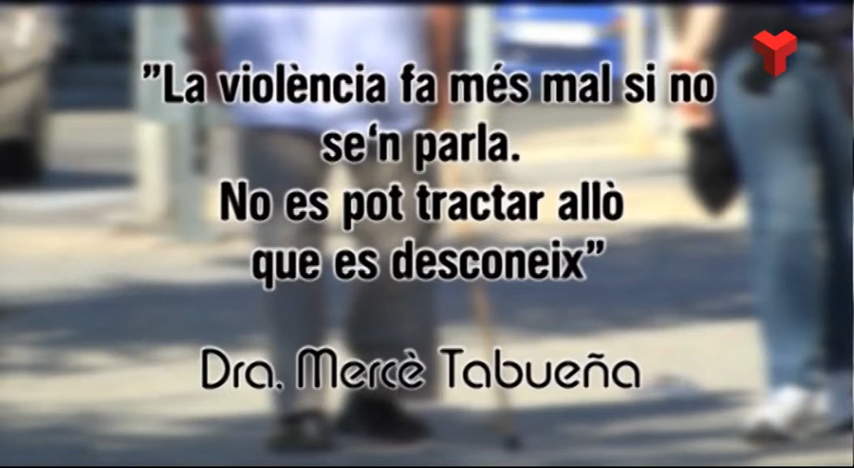 ”La violència fa més mal si no
se‘n parla.
No es pot tractar allò
que es desconeix”
Dra. Mercè Tabueña